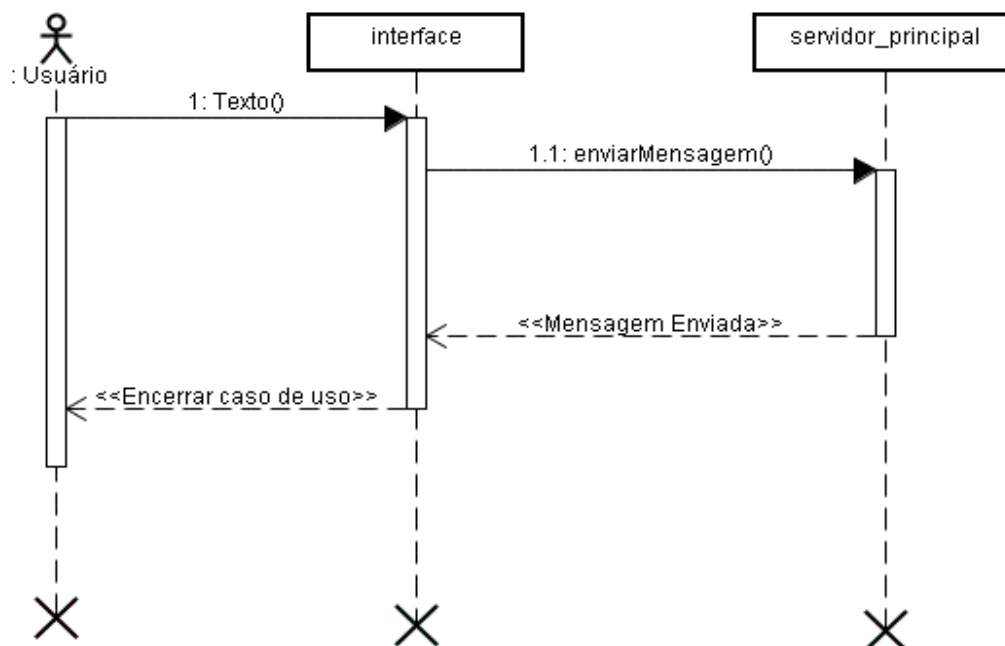 interface
servidor_principal
: Usuário
1: Texto()
1.1: enviarMensagem()
<<Mensagem Enviada>>
<<Encerrar caso de uso>>